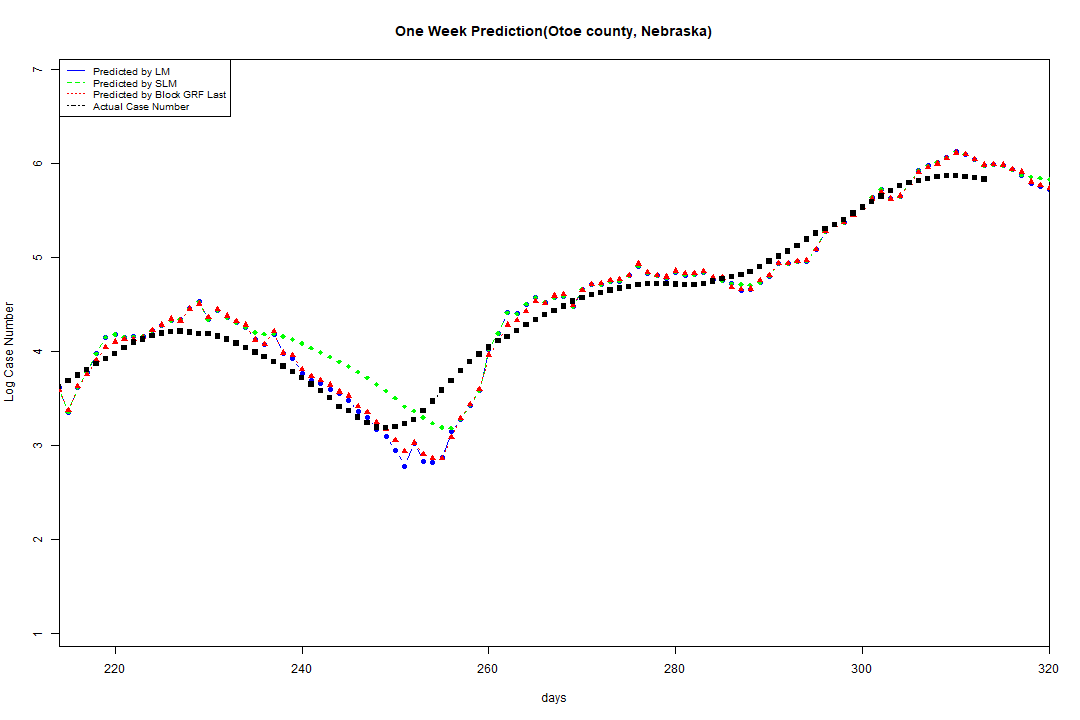 One Week Prediction(Otoe county, Nebraska)
Predicted by LM
Predicted by SLM
Predicted by Block GRF Last
Actual Case Number
7
6
5
4
3
2
1
Log Case Number
220 240 260 280 300 320
days